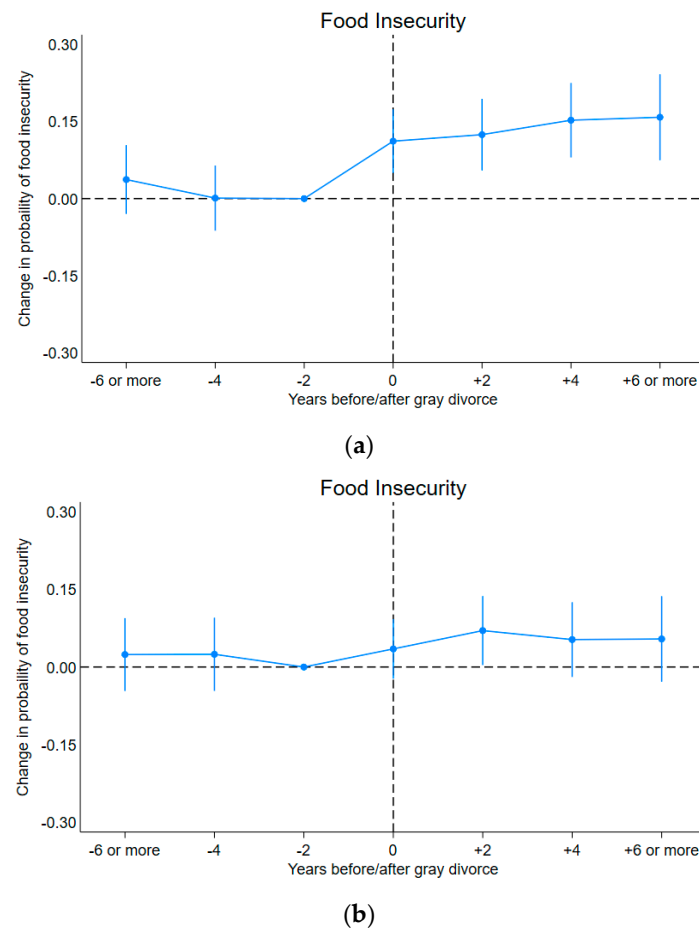 Food Insecurity
0.30
0.15
0.00
-0.15
-0.30
Change in probaility of food insecurity
-6 or more -4 -2 0 +2 +4 +6 or more
Years before/after gray divorce
(a)
Food Insecurity
0.30
0.15
0.00
-0.15
-0.30
Change in probaility of food insecurity
-6 or more -4 -2 0 +2 +4 +6 or more
Years before/after gray divorce
(b)